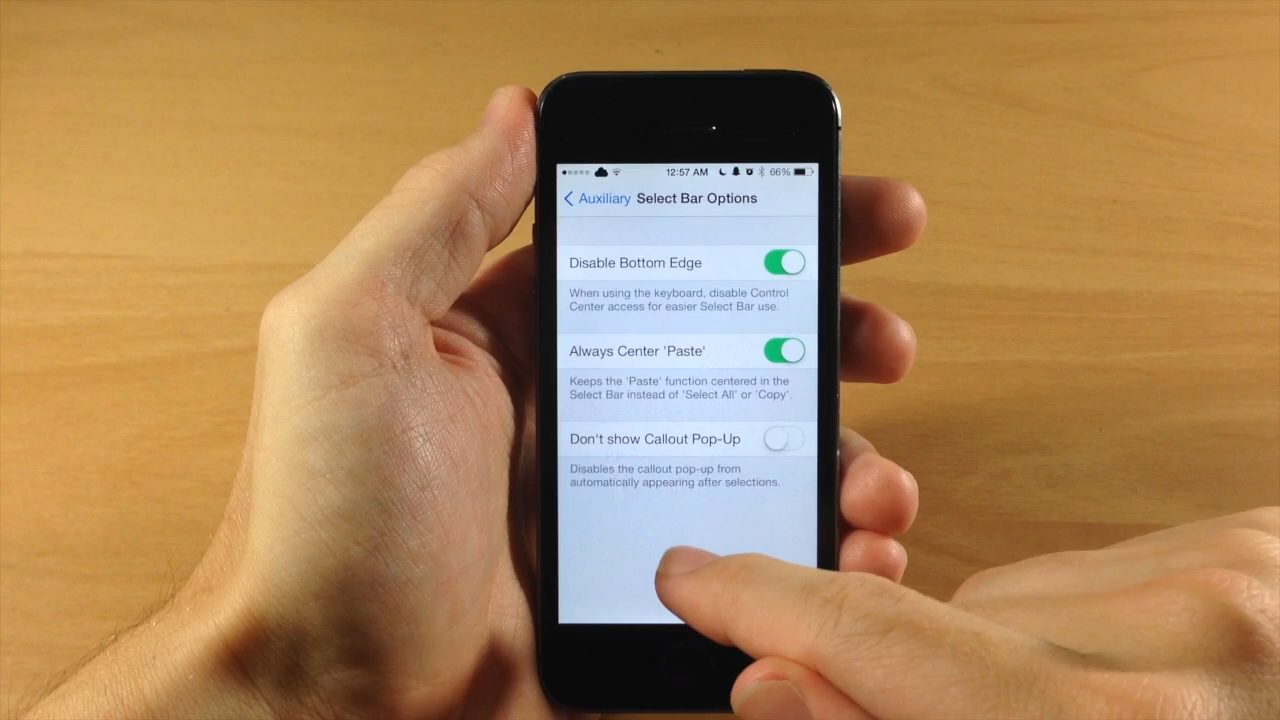 12:57 AM 66%
Auxiliary Select Bar Options
Disable Bottom Edge
When using the keyboard, disable Control
Center access for easier Select Bar use.
Always Center 'Paste'
Keeps the 'Paste' function centered in the
Select Bar instead of 'Select All' or 'Copy'.
Don't show Callout Pop-Up
Disables the callout pop-up from
automatically appearing after selections.